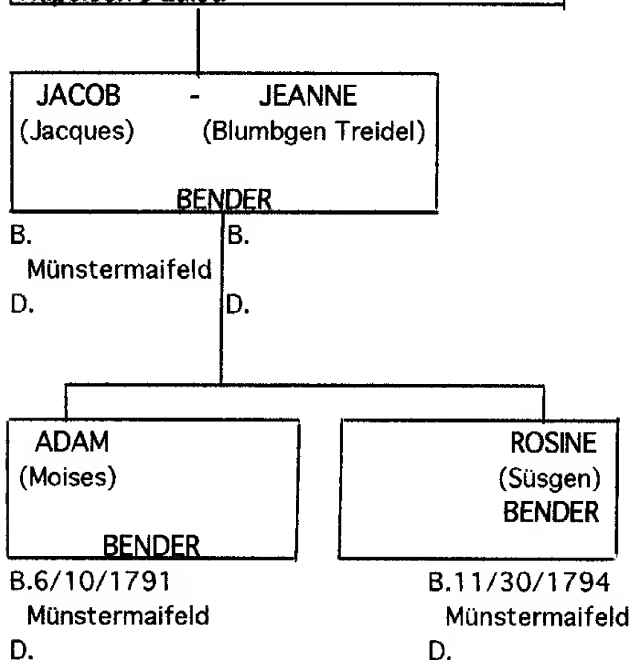 JACOB - JEANNE
(Jacques) (Blumbgen Treidel)
BENDER
B. B.
Münstermaifeld
D. D.
ADAM ROSINE
(Moises) (Süsgen)
BENDER
BENDER
B.6/10/1791 B.11/30/1794
Münstermaifeld Münstermaifeld
D. D.